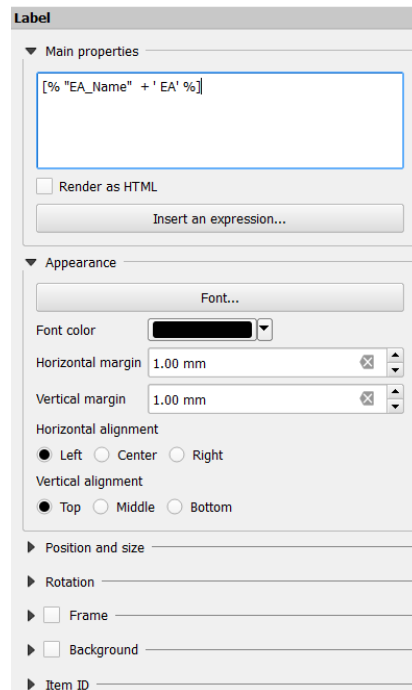 Label
Main properties
[% "EA_Name"  + ' EA' %]
Render as HTML
Insert an expression...
Appearance
Font...
Font color
Horizontal margin 1.00 mm
Vertical margin 1.00 mm
Horizontal alignment
Left Center Right
Vertical alignment
Top Middle Bottom
Position and size
Rotation
Frame
Background
Item ID